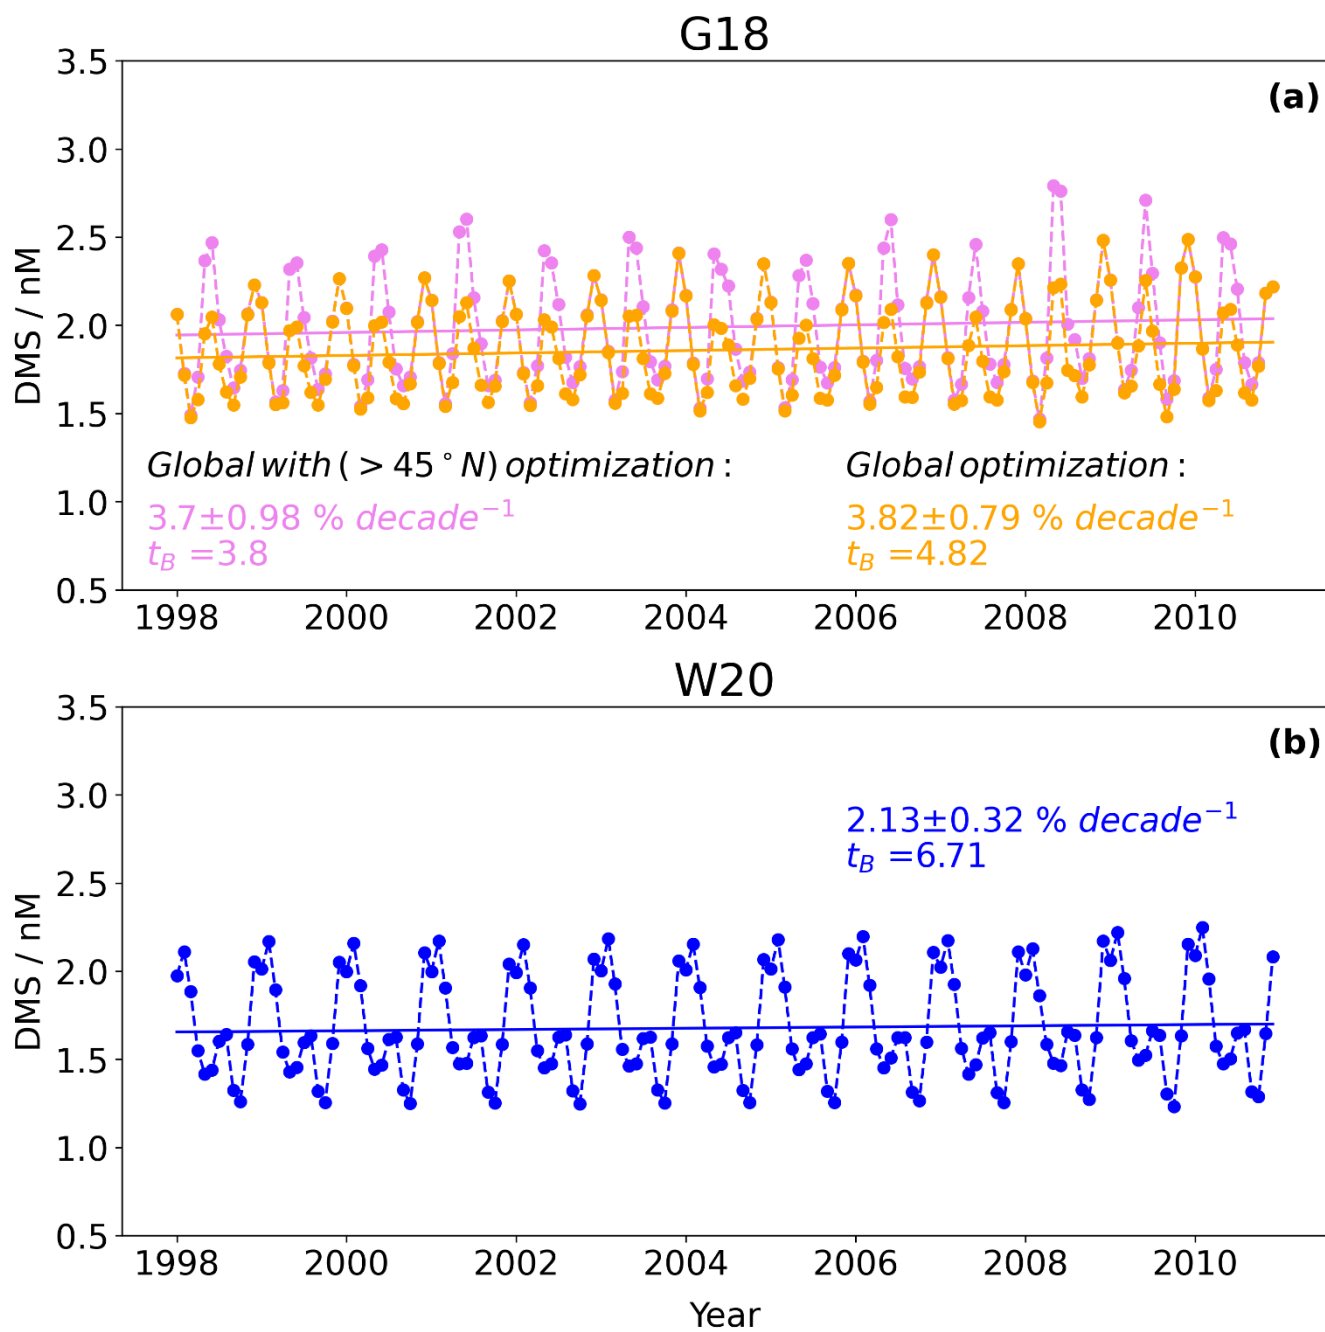 G18
(a)
3.5
3.0
2.5
2.0
1.5
1.0
0.5
DMS / nM
Global with ( > 45 ° N) optimization :
3.7±0.98 % decade⁻¹
t_B =3.8
Global optimization :
3.82±0.79 % decade⁻¹
t_B =4.82
1998 2000 2002 2004 2006 2008 2010
W20
(b)
3.5
3.0
2.5
2.0
1.5
1.0
0.5
DMS / nM
2.13±0.32 % decade⁻¹
t_B =6.71
1998 2000 2002 2004 2006 2008 2010
Year